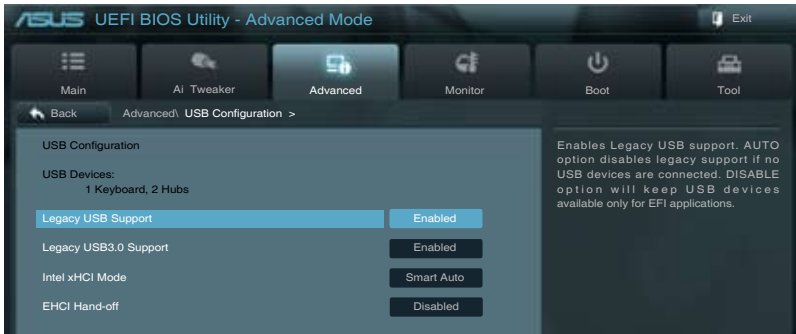 ASUS UEFI BIOS Utility - Advanced Mode
Exit
Main
Ai Tweaker
Advanced
Monitor
Boot
Tool
Back
Advanced\ USB Configuration >
USB Configuration
USB Devices:
1 Keyboard, 2 Hubs
Legacy USB Support Enabled
Legacy USB3.0 Support Enabled
Intel xHCI Mode Smart Auto
EHCI Hand-off Disabled
Enables Legacy USB support. AUTO
option disables legacy support if no
USB devices are connected. DISABLE
option will keep USB devices
available only for EFI applications.